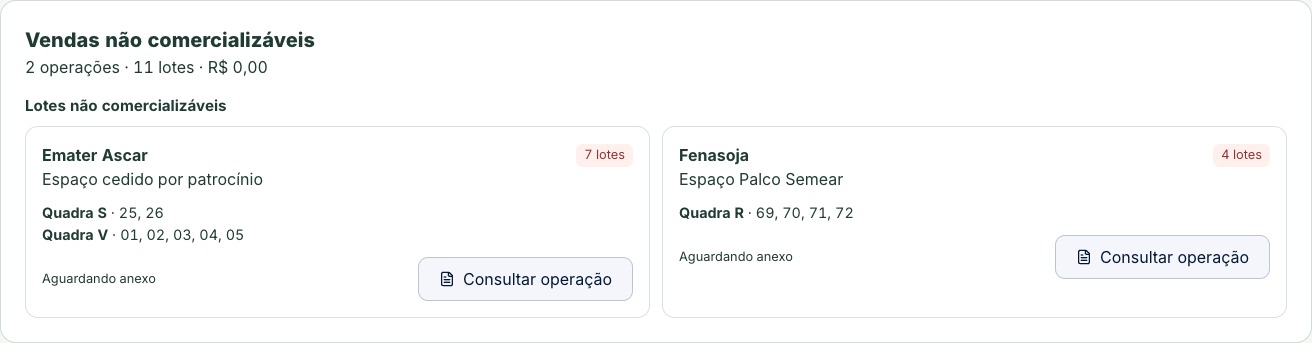 Vendas não comercializáveis
2 operações · 11 lotes · R$ 0,00
Lotes não comercializáveis
Emater Ascar
7 lotes
Espaço cedido por patrocínio
Quadra S · 25, 26
Quadra V · 01, 02, 03, 04, 05
Aguardando anexo
Consultar operação
Fenasoja
4 lotes
Espaço Palco Semear
Quadra R · 69, 70, 71, 72
Aguardando anexo
Consultar operação